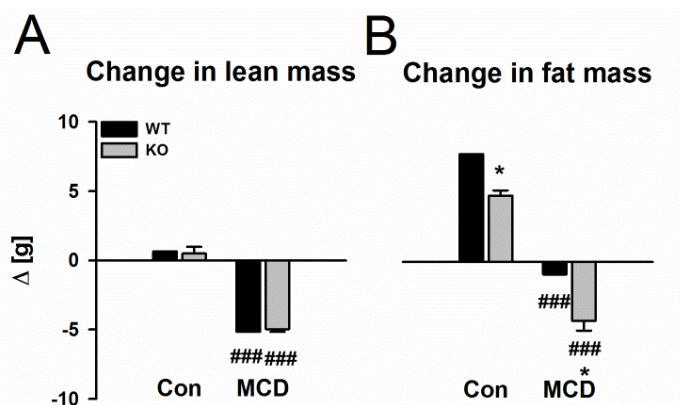 A
Change in lean mass
10
5
0
-5
-10
Δ [g]
WT
KO
### ###
Con MCD
B
Change in fat mass
*
###
###
*
Con MCD